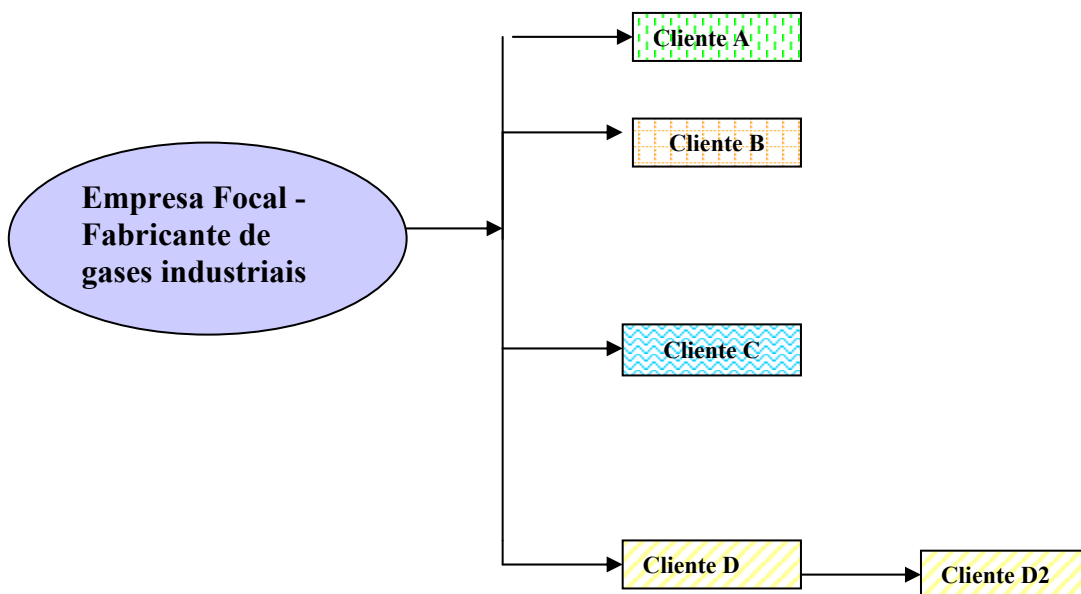 Cliente A
Cliente B
Empresa Focal -
Fabricante de
gases industriais
Cliente C
Cliente D
Cliente D2